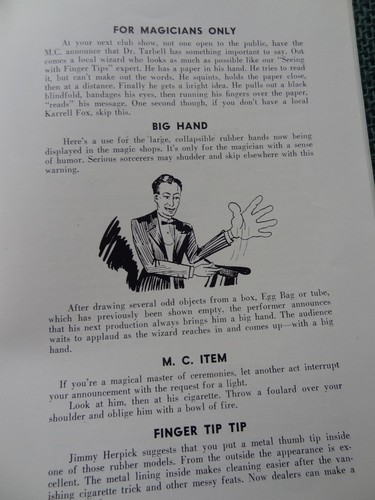 FOR MAGICIANS ONLY
At your next club show, not one open to the public, have the
M.C. announce that Dr. Tarbell has something important to say. Out
comes a local wizard who looks as much as possible like our "Seeing
with Finger Tips" expert. He has a paper in his hand. He tries to read
it, but can't make out the words. He squints, holds the paper close,
then at a distance. Finally he gets a bright idea. He pulls out a black
blindfold, bandages his eyes, then running his fingers over the paper,
"reads" his message. One second though, if you don't have a local
Karrell Fox, skip this.
BIG HAND
Here's a use for the large, collapsible rubber hands now being
displayed in the magic shops. It's only for the magician with a sense
of humor. Serious sorcerers may shudder and skip elsewhere with this
warning.
After drawing several odd objects from a box, Egg Bag or tube,
which has previously been shown empty, the performer announces
that his next production always brings him a big hand. The audience
waits to applaud as the wizard reaches in and comes up—with a big
hand.
M. C. ITEM
If you're a magical master of ceremonies, let another act interrupt
your announcement with the request for a light.
Look at him, then at his cigarette. Throw a foulard over your
shoulder and oblige him with a bowl of fire.
FINGER TIP TIP
Jimmy Herpick suggests that you put a metal thumb tip inside
one of those rubber models. From the outside the appearance is ex-
cellent. The metal lining inside makes cleaning easier after the van-
ishing cigarette trick and other messy feats. Now dealers can make a